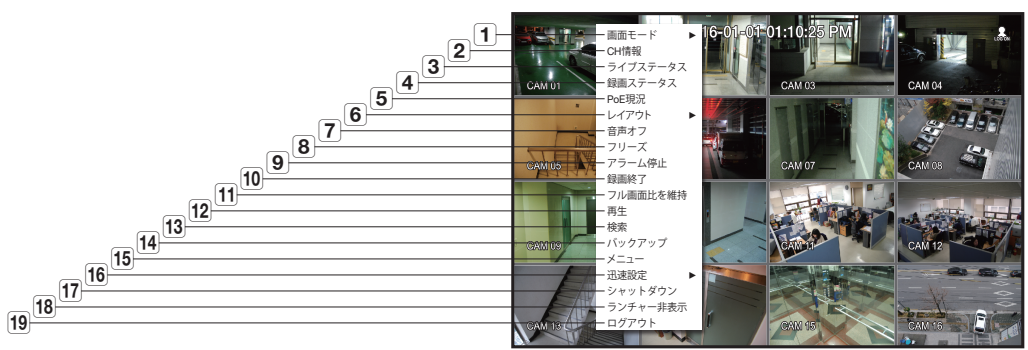 1 画面モード ▶
2 CH情報
3 ライブステータス
4 録画ステータス
5 PoE現況
6 レイアウト ▶
7 音声オフ
8 フリーズ
9 アラーム停止
10 録画終了
11 フル画面比を維持
12 再生
13 検索
14 バックアップ
15 メニュー
16 迅速設定 ▶
17 シャットダウン
18 ランチャー非表示
19 ログアウト
16-01-01 01:10:25 PM
LOG ON
CAM 01
CAM 03
CAM 04
CAM 05
CAM 07
CAM 08
CAM 09
CAM 11
CAM 12
CAM 13
CAM 15
CAM 16